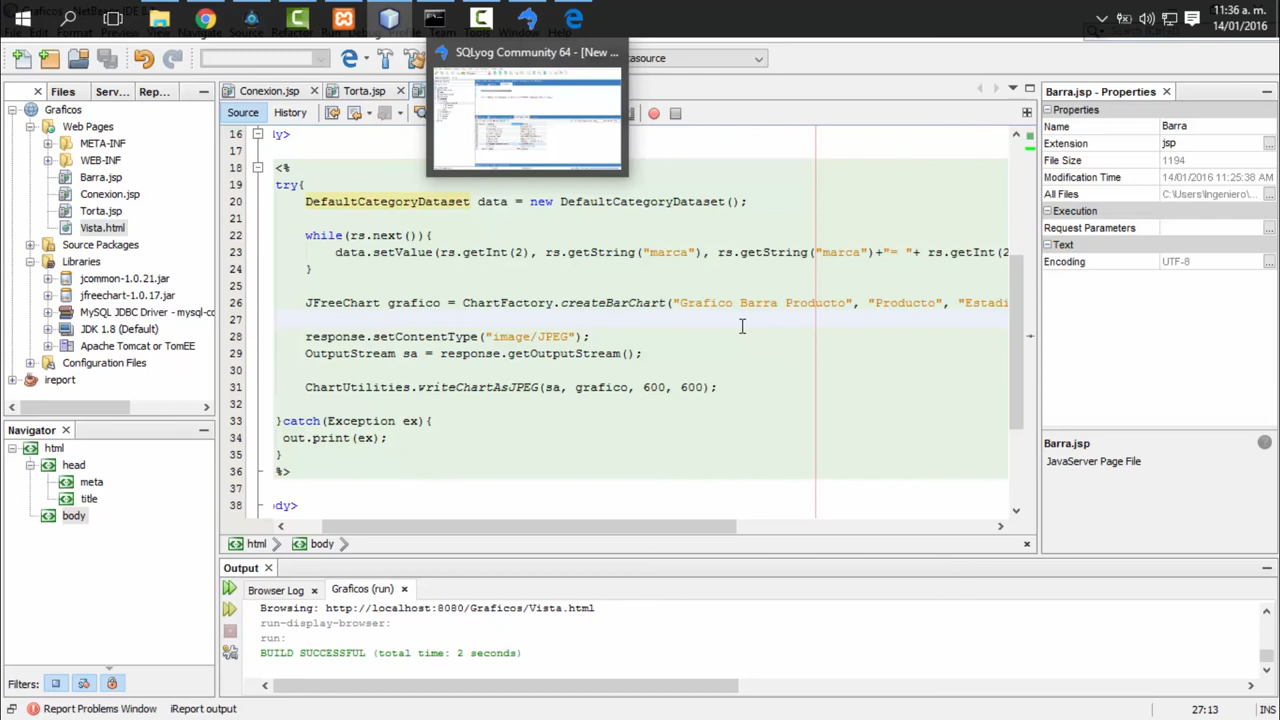 11:36 a. m.
14/01/2016
SQLyog Community 64 - [New ...
atasource
Files
Serv...
Rep...
Conexion.jsp
Torta.jsp
Barra.jsp - Properties
Source
History
Graficos
Web Pages
META-INF
WEB-INF
Barra.jsp
Conexion.jsp
Torta.jsp
Vista.html
Source Packages
Libraries
jcommon-1.0.21.jar
jfreechart-1.0.17.jar
MySQL JDBC Driver - mysql-co
JDK 1.8 (Default)
Apache Tomcat or TomEE
Configuration Files
ireport
Navigator
html
head
meta
title
body
Filters:
16 ly>
17
18 <%
19 try{
20 DefaultCategoryDataset data = new DefaultCategoryDataset();
21
22 while(rs.next()){
23 data.setValue(rs.getInt(2), rs.getString("marca"), rs.getString("marca")+"= "+ rs.getInt(2
24 }
25
26 JFreeChart grafico = ChartFactory.createBarChart("Grafico Barra Producto", "Producto", "Estadi
27
28 response.setContentType("image/JPEG");
29 OutputStream sa = response.getOutputStream();
30
31 ChartUtilities.writeChartAsJPEG(sa, grafico, 600, 600);
32
33 }catch(Exception ex){
34 out.print(ex);
35 }
36 %>
37
38 ody>
html
body
Output
Browser Log
Graficos (run)
Browsing: http://localhost:8080/Graficos/Vista.html
run-display-browser:
run:
BUILD SUCCESSFUL (total time: 2 seconds)
Properties
Name Barra
Extension jsp
File Size 1194
Modification Time 14/01/2016 11:25:38 AM
All Files C:\Users\Ingeniero...
Execution
Request Parameters
Text
Encoding UTF-8
Barra.jsp
JavaServer Page File
Report Problems Window
iReport output
27:13
INS